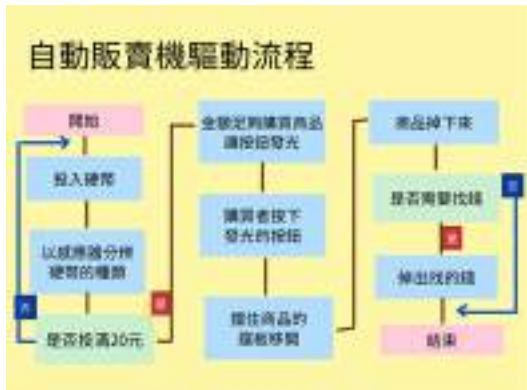 自動販賣機驅動流程
開始
投入硬幣
以感應器分辨
硬幣的種類
是否投滿20元
是
金額足夠購買商品
讓按鈕發光
購買者按下
發光的按鈕
擋住商品的
擋板移開
商品掉下來
是否需要找錢
是
否
掉出找的錢
結束